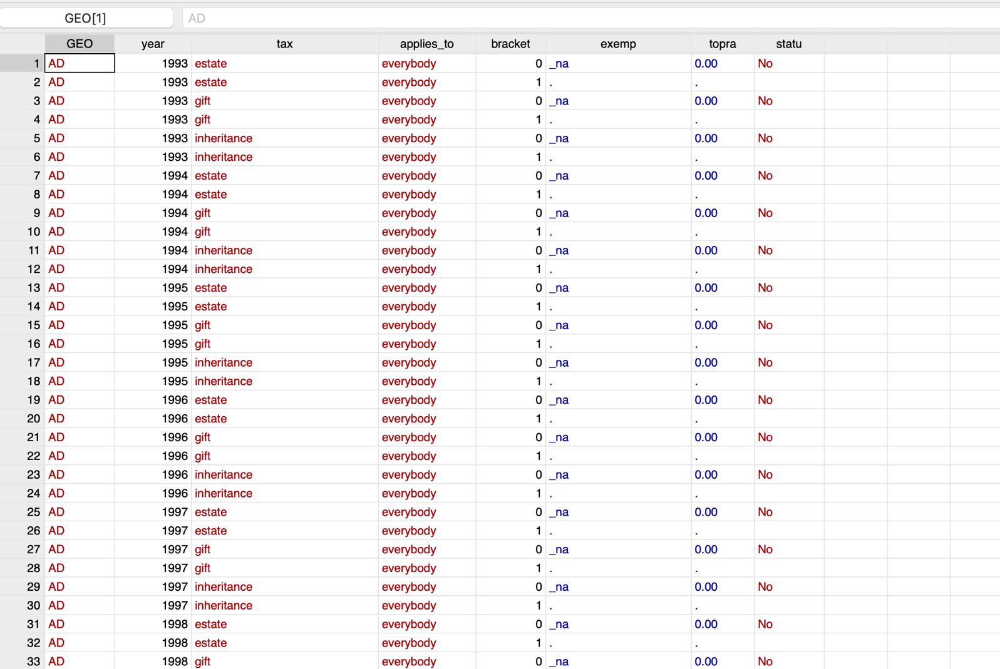 GEO[1] AD
GEO year tax applies_to bracket exemp topra statu
1 AD 1993 estate everybody 0 _na 0.00 No
2 AD 1993 estate everybody 1 . .
3 AD 1993 gift everybody 0 _na 0.00 No
4 AD 1993 gift everybody 1 . .
5 AD 1993 inheritance everybody 0 _na 0.00 No
6 AD 1993 inheritance everybody 1 . .
7 AD 1994 estate everybody 0 _na 0.00 No
8 AD 1994 estate everybody 1 . .
9 AD 1994 gift everybody 0 _na 0.00 No
10 AD 1994 gift everybody 1 . .
11 AD 1994 inheritance everybody 0 _na 0.00 No
12 AD 1994 inheritance everybody 1 . .
13 AD 1995 estate everybody 0 _na 0.00 No
14 AD 1995 estate everybody 1 . .
15 AD 1995 gift everybody 0 _na 0.00 No
16 AD 1995 gift everybody 1 . .
17 AD 1995 inheritance everybody 0 _na 0.00 No
18 AD 1995 inheritance everybody 1 . .
19 AD 1996 estate everybody 0 _na 0.00 No
20 AD 1996 estate everybody 1 . .
21 AD 1996 gift everybody 0 _na 0.00 No
22 AD 1996 gift everybody 1 . .
23 AD 1996 inheritance everybody 0 _na 0.00 No
24 AD 1996 inheritance everybody 1 . .
25 AD 1997 estate everybody 0 _na 0.00 No
26 AD 1997 estate everybody 1 . .
27 AD 1997 gift everybody 0 _na 0.00 No
28 AD 1997 gift everybody 1 . .
29 AD 1997 inheritance everybody 0 _na 0.00 No
30 AD 1997 inheritance everybody 1 . .
31 AD 1998 estate everybody 0 _na 0.00 No
32 AD 1998 estate everybody 1 . .
33 AD 1998 gift everybody 0 _na 0.00 No